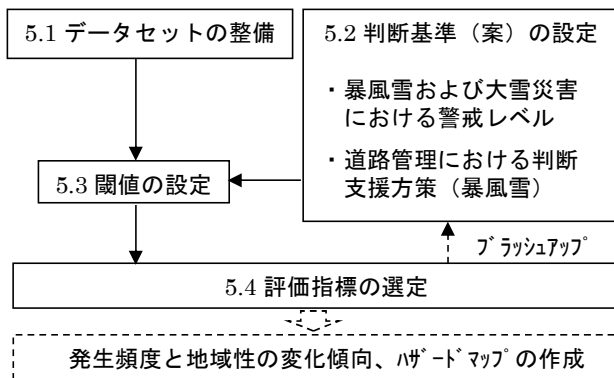 5.1 データセットの整備
5.2 判断基準（案）の設定
・暴風雪および大雪災害
における警戒レベル
・道路管理における判断
支援方策（暴風雪）
5.3 閾値の設定
ﾌﾞﾗｯｼｭｱｯﾌﾟ
5.4 評価指標の選定
発生頻度と地域性の変化傾向、ﾊｻﾞｰﾄﾞﾏｯﾌﾟの作成